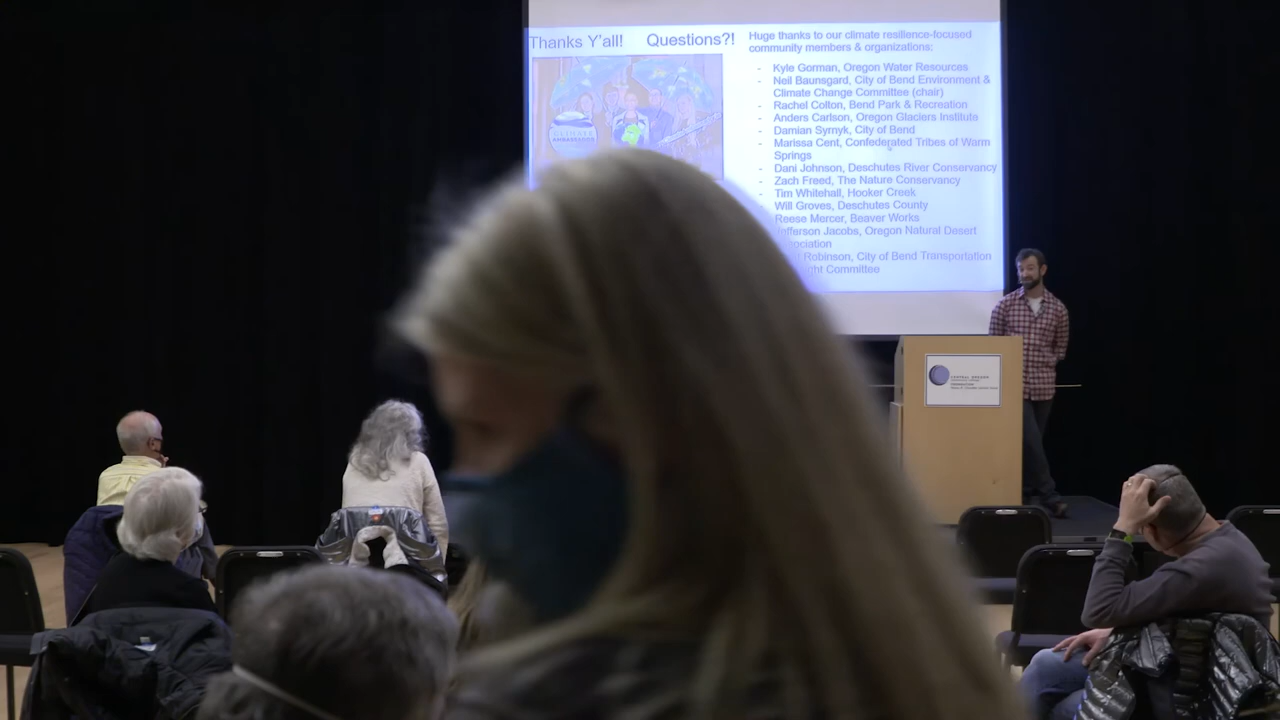 Thanks Y'all! Questions?!
Huge thanks to our climate resilience-focused
community members & organizations:
- Kyle Gorman, Oregon Water Resources
- Neil Baunsgard, City of Bend Environment &
Climate Change Committee (chair)
- Rachel Colton, Bend Park & Recreation
- Anders Carlson, Oregon Glaciers Institute
- Damian Syrnyk, City of Bend
- Marissa Cent, Confederated Tribes of Warm
Springs
- Dani Johnson, Deschutes River Conservancy
- Zach Freed, The Nature Conservancy
- Tim Whitehall, Hooker Creek
Will Groves, Deschutes County
Reese Mercer, Beaver Works
Jefferson Jacobs, Oregon Natural Desert
Robinson, City of Bend Transportation
Committee
CLIMATE
AMBASSADOR
CENTRAL OREGON